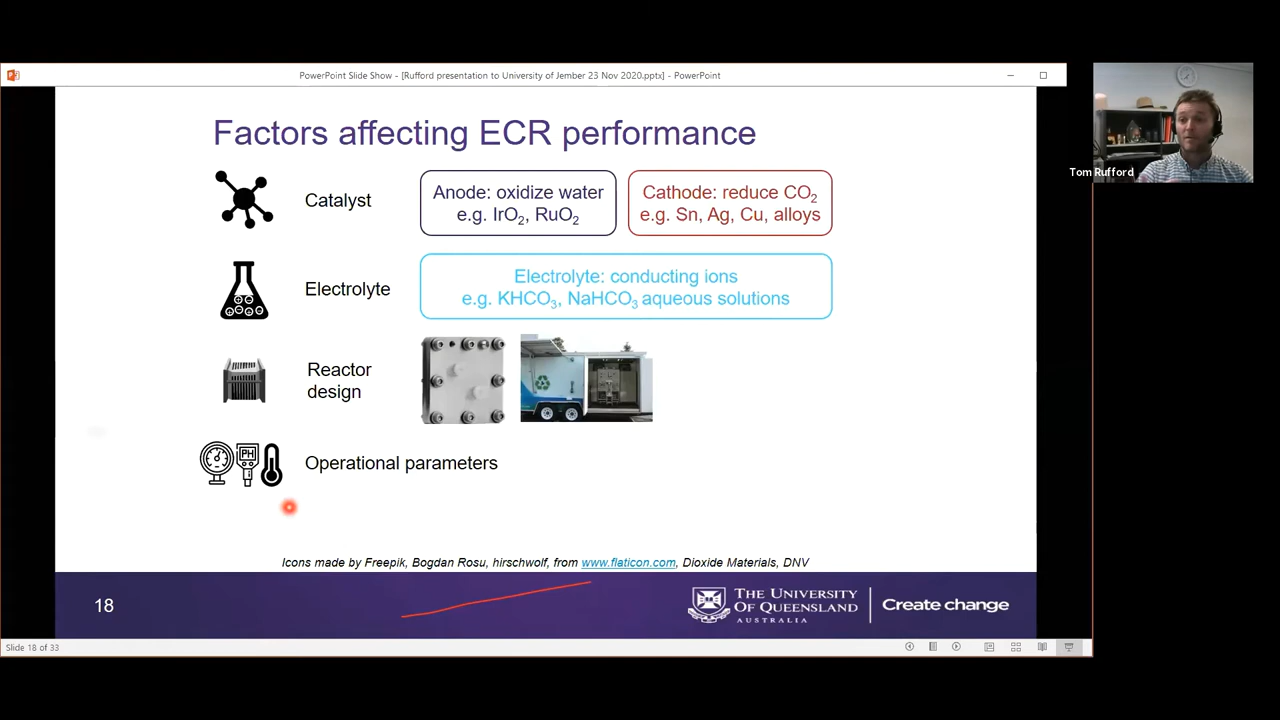 PowerPoint Slide Show - [Rufford presentation to University of Jember 23 Nov 2020.pptx] - PowerPoint
Tom Rufford
Factors affecting ECR performance
Catalyst
Anode: oxidize water
e.g. IrO₂, RuO₂
Cathode: reduce CO₂
e.g. Sn, Ag, Cu, alloys
Electrolyte
Electrolyte: conducting ions
e.g. KHCO₃, NaHCO₃ aqueous solutions
Reactor
design
PH
Operational parameters
Icons made by Freepik, Bogdan Rosu, hirschwolf, from www.flaticon.com, Dioxide Materials, DNV
18
THE UNIVERSITY
OF QUEENSLAND
AUSTRALIA
Create change
Slide 18 of 33